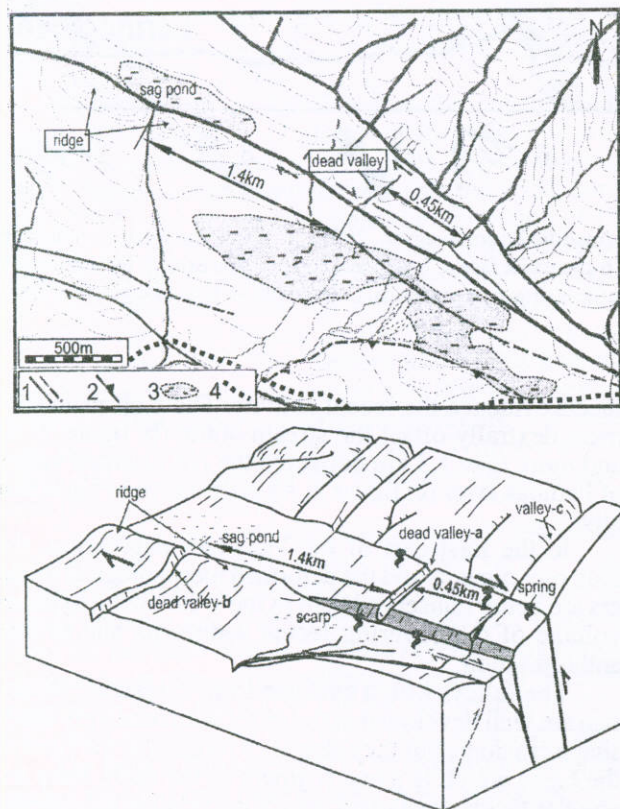 N
sag pond
ridge
dead valley
1.4km
0.45km
500m
1 2 3 4
ridge
sag pond
dead valley-a
valley-c
1.4km
0.45km
spring
dead valley-b
scarp